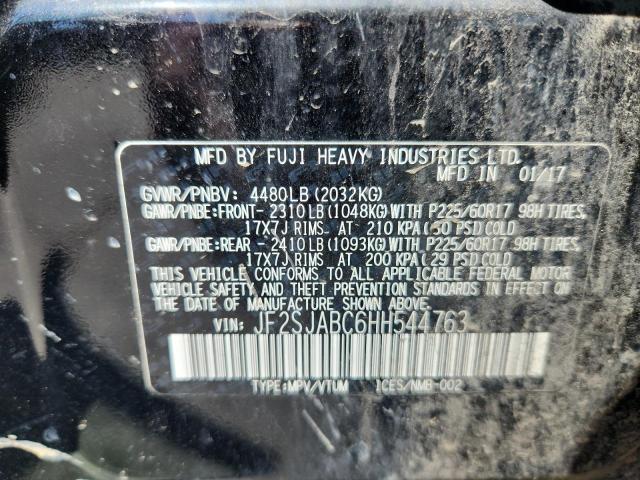 MFD BY FUJI HEAVY INDUSTRIES LTD.
MFD IN 01/17
GVWR/PNBV: 4480LB (2032KG)
GAWR/PNBE:FRONT- 2310LB (1048KG) WITH P225/60R17 98H TIRES,
17X7J RIMS AT 210 KPA (30 PSI) COLD
GAWR/PNBE:REAR - 2410LB (1093KG) WITH P225/60R17 98H TIRES,
17X7J RIMS AT 200 KPA (29 PSI) COLD
THIS VEHICLE CONFORMS TO ALL APPLICABLE FEDERAL MOTOR
VEHICLE SAFETY AND THEFT PREVENTION STANDARDS IN EFFECT
ON THE DATE OF MANUFACTURE SHOWN ABOVE.
VIN: JF2SJABC6HH544763
TYPE:MPV/VTUM ICES/NMB-002